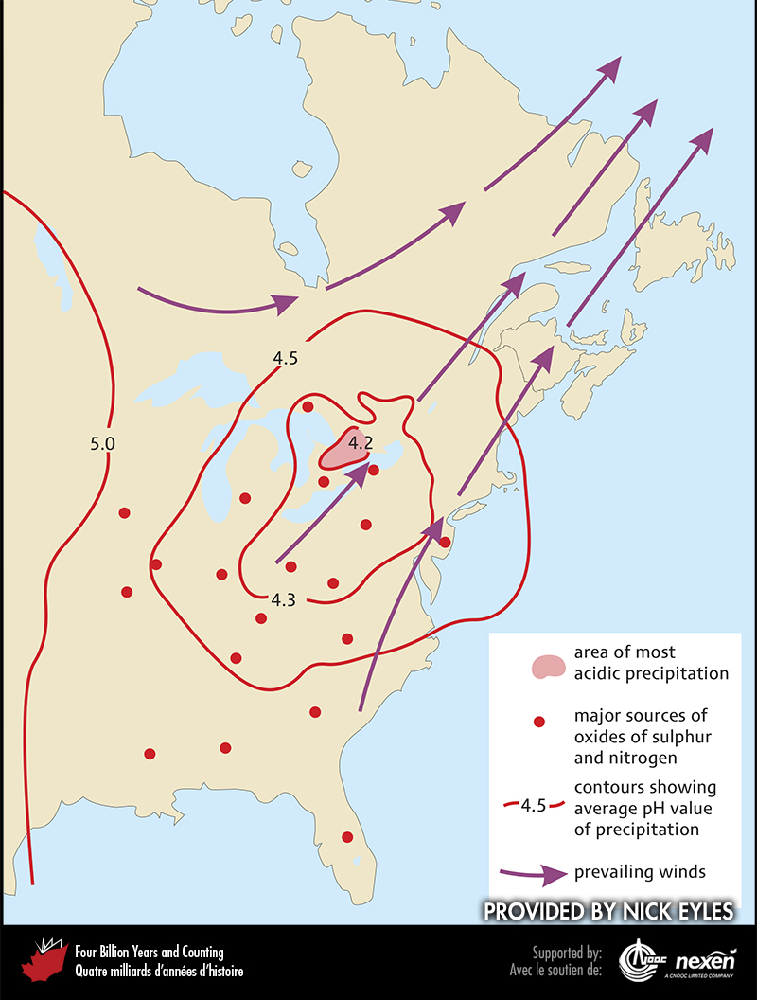 4.5
5.0
4.2
4.3
area of most
acidic precipitation
major sources of
oxides of sulphur
and nitrogen
contours showing
4.5
average pH value
of precipitation
prevailing winds
PROVIDED BY NICK EYLES
Four Billion Years and Counting
Quatre milliards d'années d'histoire
Supported by:
Avec le soutien de:
CNOOC
nexen
A CNOOC LIMITED COMPANY